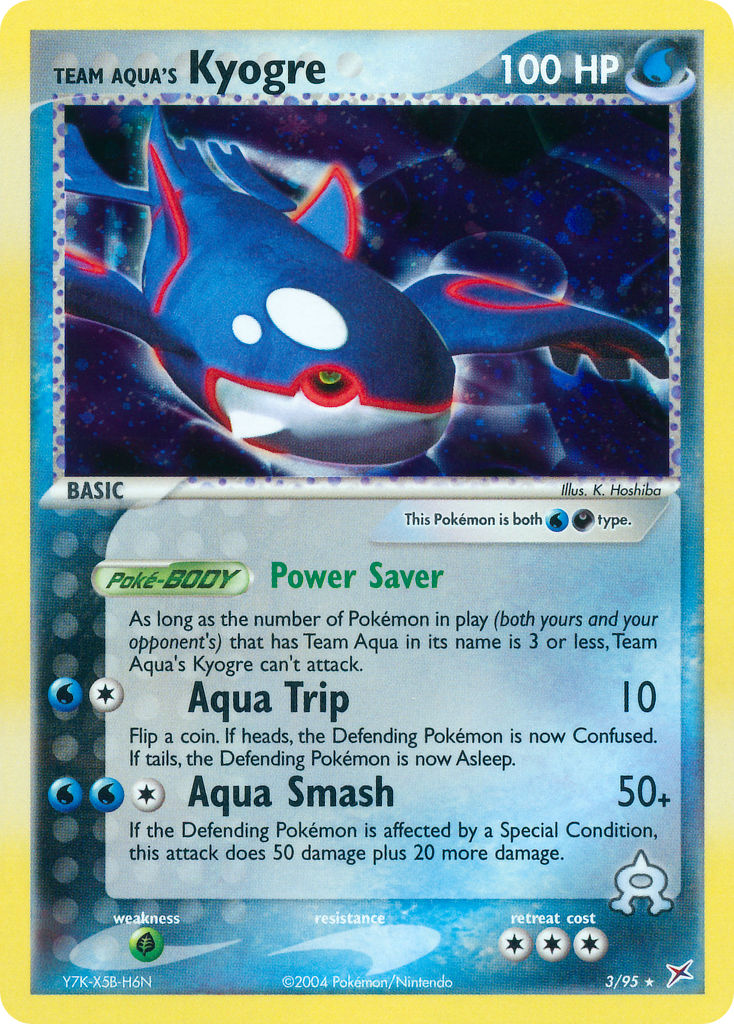 TEAM AQUA'S Kyogre 100 HP
BASIC
Illus. K. Hoshiba
This Pokémon is both type.
Poké-BODY Power Saver
As long as the number of Pokémon in play (both yours and your
opponent's) that has Team Aqua in its name is 3 or less, Team
Aqua's Kyogre can't attack.
Aqua Trip 10
Flip a coin. If heads, the Defending Pokémon is now Confused.
If tails, the Defending Pokémon is now Asleep.
Aqua Smash 50+
If the Defending Pokémon is affected by a Special Condition,
this attack does 50 damage plus 20 more damage.
weakness resistance retreat cost
Y7K-X5B-H6N ©2004 Pokémon/Nintendo 3/95 ★